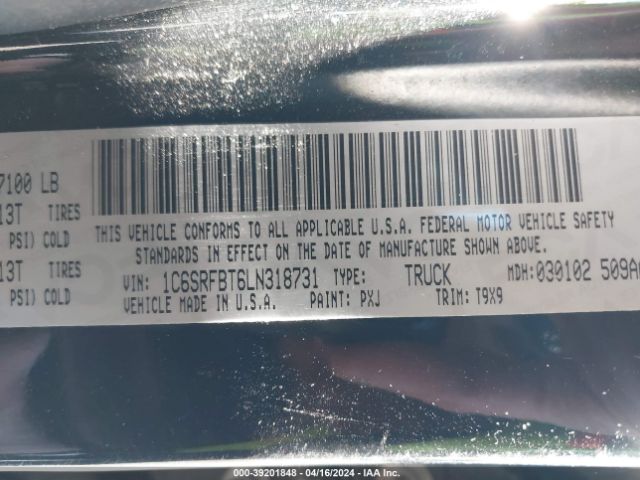 7100 LB
13T TIRES
PSI) COLD
13T TIRES
PSI) COLD
THIS VEHICLE CONFORMS TO ALL APPLICABLE U.S.A. FEDERAL MOTOR VEHICLE SAFETY
STANDARDS IN EFFECT ON THE DATE OF MANUFACTURE SHOWN ABOVE.
VIN: 1C6SRFBT6LN318731 TYPE: TRUCK MDH: 030102 509A
VEHICLE MADE IN U.S.A. PAINT: PXJ TRIM: T9X9
000-39201848 - 04/16/2024 - IAA Inc.